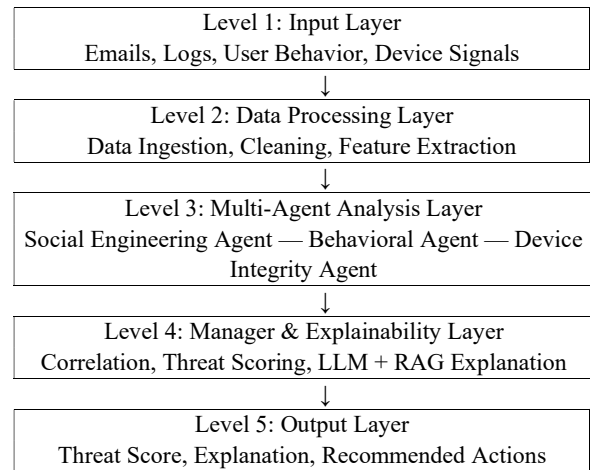 Level 1: Input Layer
Emails, Logs, User Behavior, Device Signals
↓
Level 2: Data Processing Layer
Data Ingestion, Cleaning, Feature Extraction
↓
Level 3: Multi-Agent Analysis Layer
Social Engineering Agent — Behavioral Agent — Device
Integrity Agent
↓
Level 4: Manager & Explainability Layer
Correlation, Threat Scoring, LLM + RAG Explanation
↓
Level 5: Output Layer
Threat Score, Explanation, Recommended Actions